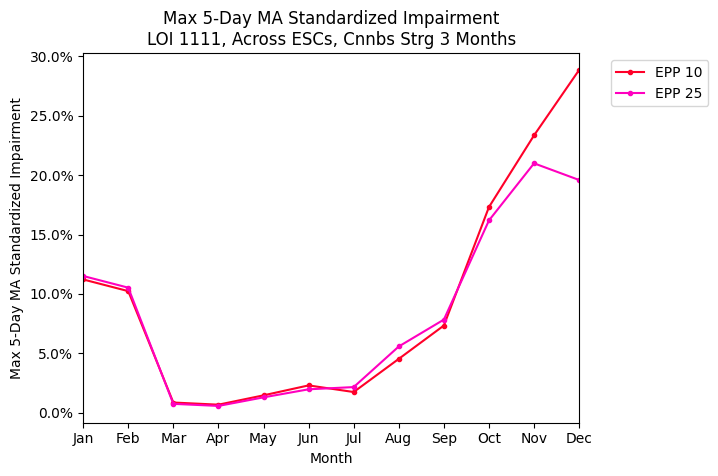 Max 5-Day MA Standardized Impairment
LOI 1111, Across ESCs, Cnnbs Strg 3 Months
Max 5-Day MA Standardized Impairment
30.0%
25.0%
20.0%
15.0%
10.0%
5.0%
0.0%
Jan Feb Mar Apr May Jun Jul Aug Sep Oct Nov Dec
Month
EPP 10
EPP 25